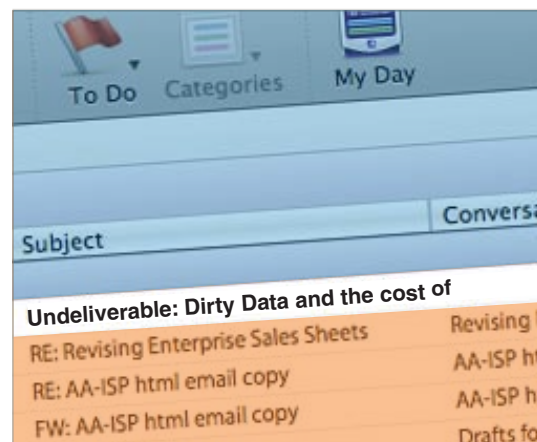 To Do Categories My Day
Subject Conversa
Undeliverable: Dirty Data and the cost of
RE: Revising Enterprise Sales Sheets Revising
RE: AA-ISP html email copy AA-ISP ht
FW: AA-ISP html email copy AA-ISP h
Drafts fo